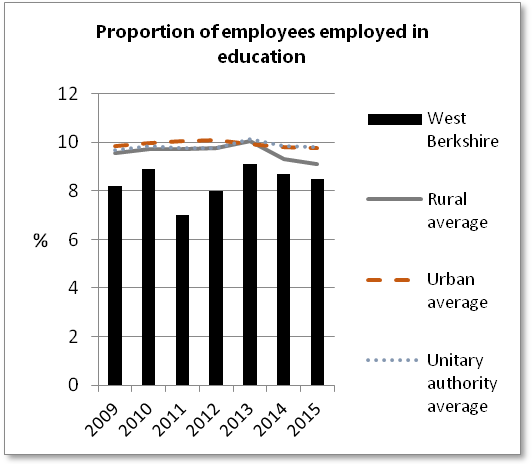 Proportion of employees employed in
education
12
10
8
6
4
2
0
%
2009
2010
2011
2012
2013
2014
2015
West
Berkshire
Rural
average
Urban
average
Unitary
authority
average